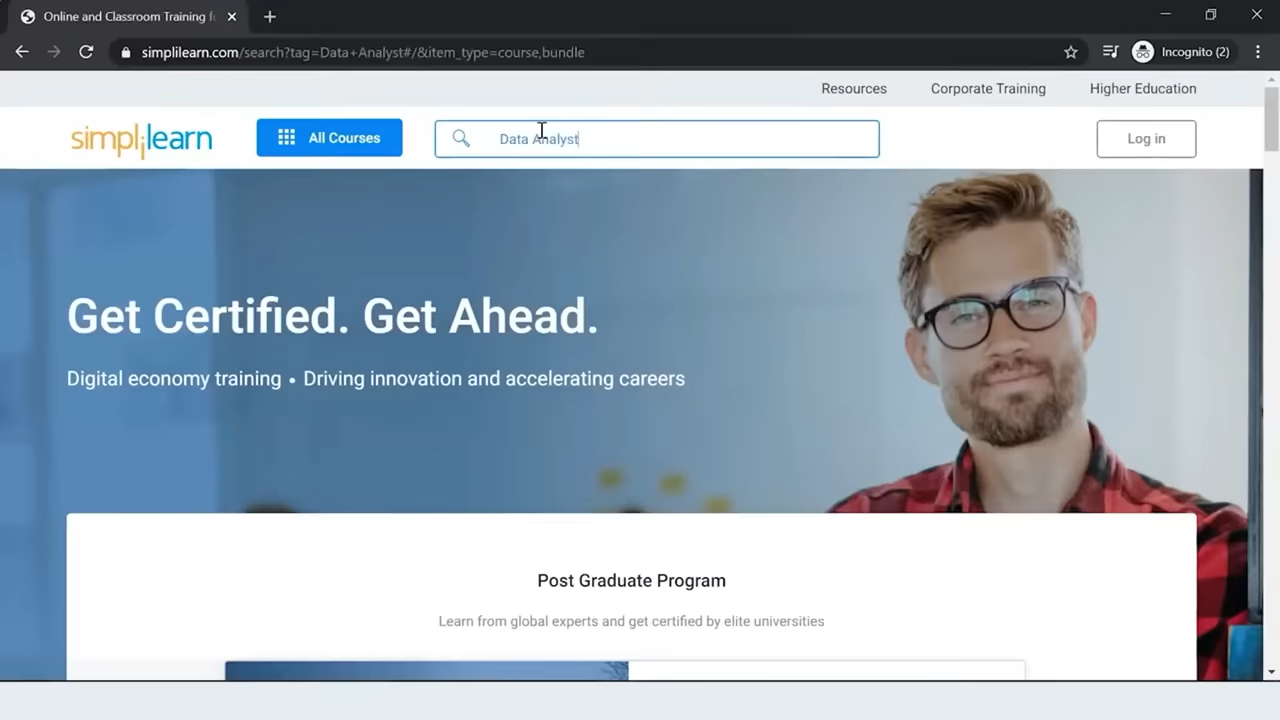 Online and Classroom Training f
simplilearn.com/search?tag=Data+Analyst#/&item_type=course,bundle
Incognito (2)
Resources Corporate Training Higher Education
simplilearn All Courses Data Analyst Log in
Get Certified. Get Ahead.
Digital economy training • Driving innovation and accelerating careers
Post Graduate Program
Learn from global experts and get certified by elite universities